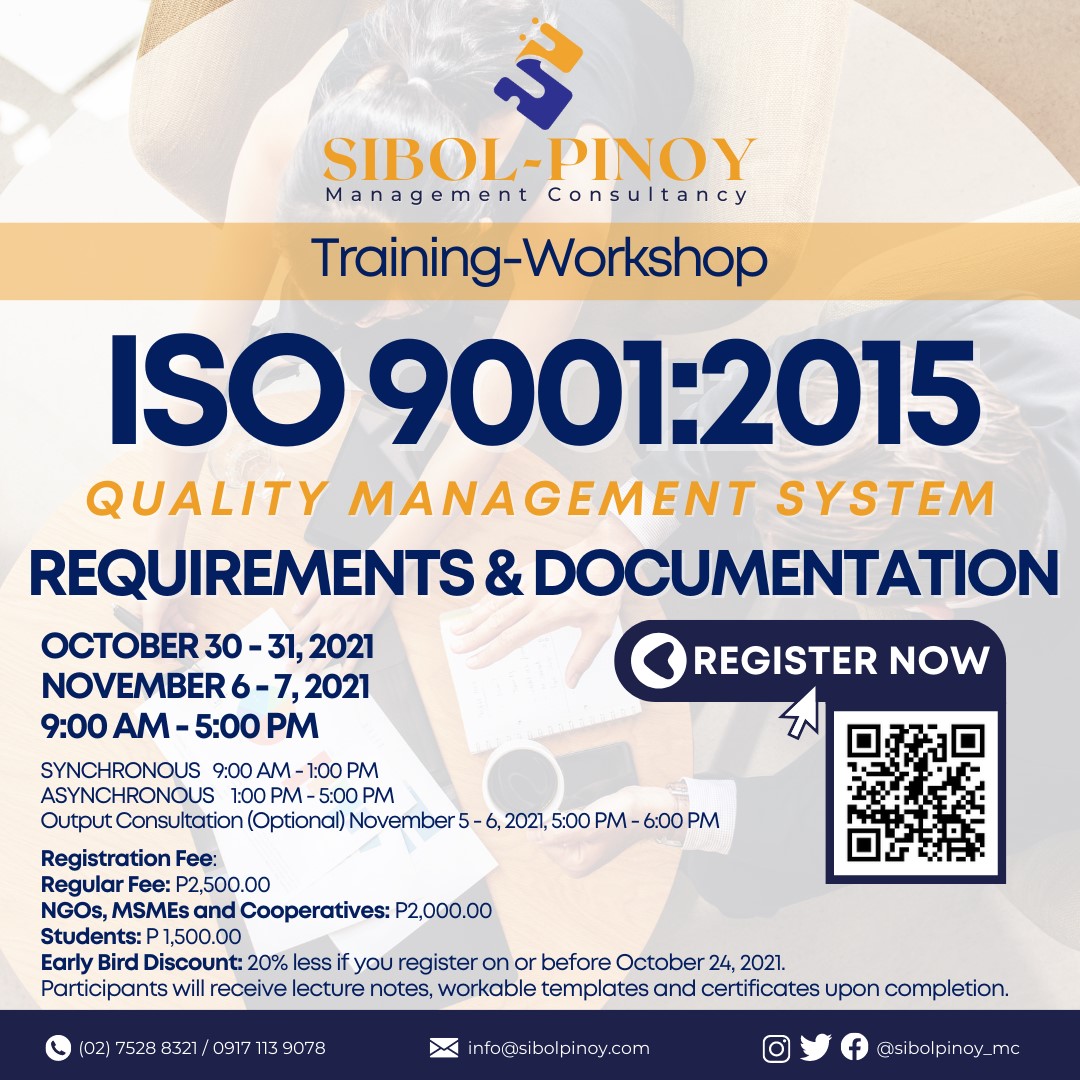 SIBOL-PINOY
Management Consultancy
Training-Workshop
ISO 9001:2015
QUALITY MANAGEMENT SYSTEM
REQUIREMENTS & DOCUMENTATION
OCTOBER 30 - 31, 2021
NOVEMBER 6 - 7, 2021
9:00 AM - 5:00 PM
REGISTER NOW
SYNCHRONOUS 9:00 AM - 1:00 PM
ASYNCHRONOUS 1:00 PM - 5:00 PM
Output Consultation (Optional) November 5 - 6, 2021, 5:00 PM - 6:00 PM
Registration Fee:
Regular Fee: P2,500.00
NGOs, MSMEs and Cooperatives: P2,000.00
Students: P 1,500.00
Early Bird Discount: 20% less if you register on or before October 24, 2021.
Participants will receive lecture notes, workable templates and certificates upon completion.
(02) 7528 8321 / 0917 113 9078
info@sibolpinoy.com
@sibolpinoy_mc